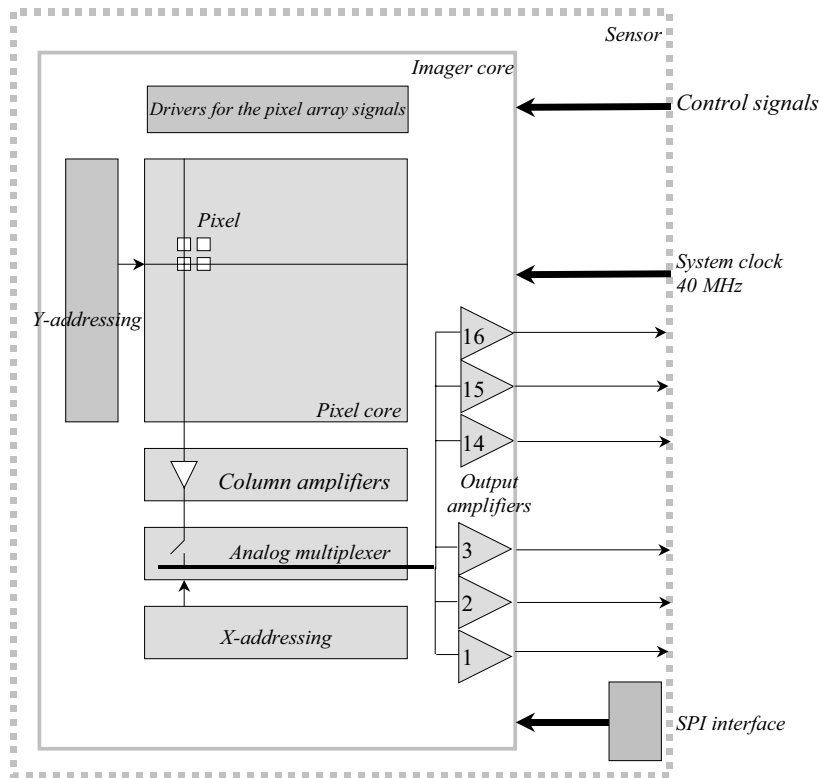 Sensor
Imager core
Drivers for the pixel array signals
Control signals
Pixel
System clock
40 MHz
Y-addressing
16
15
Pixel core
14
Column amplifiers
Output
amplifiers
Analog multiplexer
3
2
X-addressing
1
SPI interface